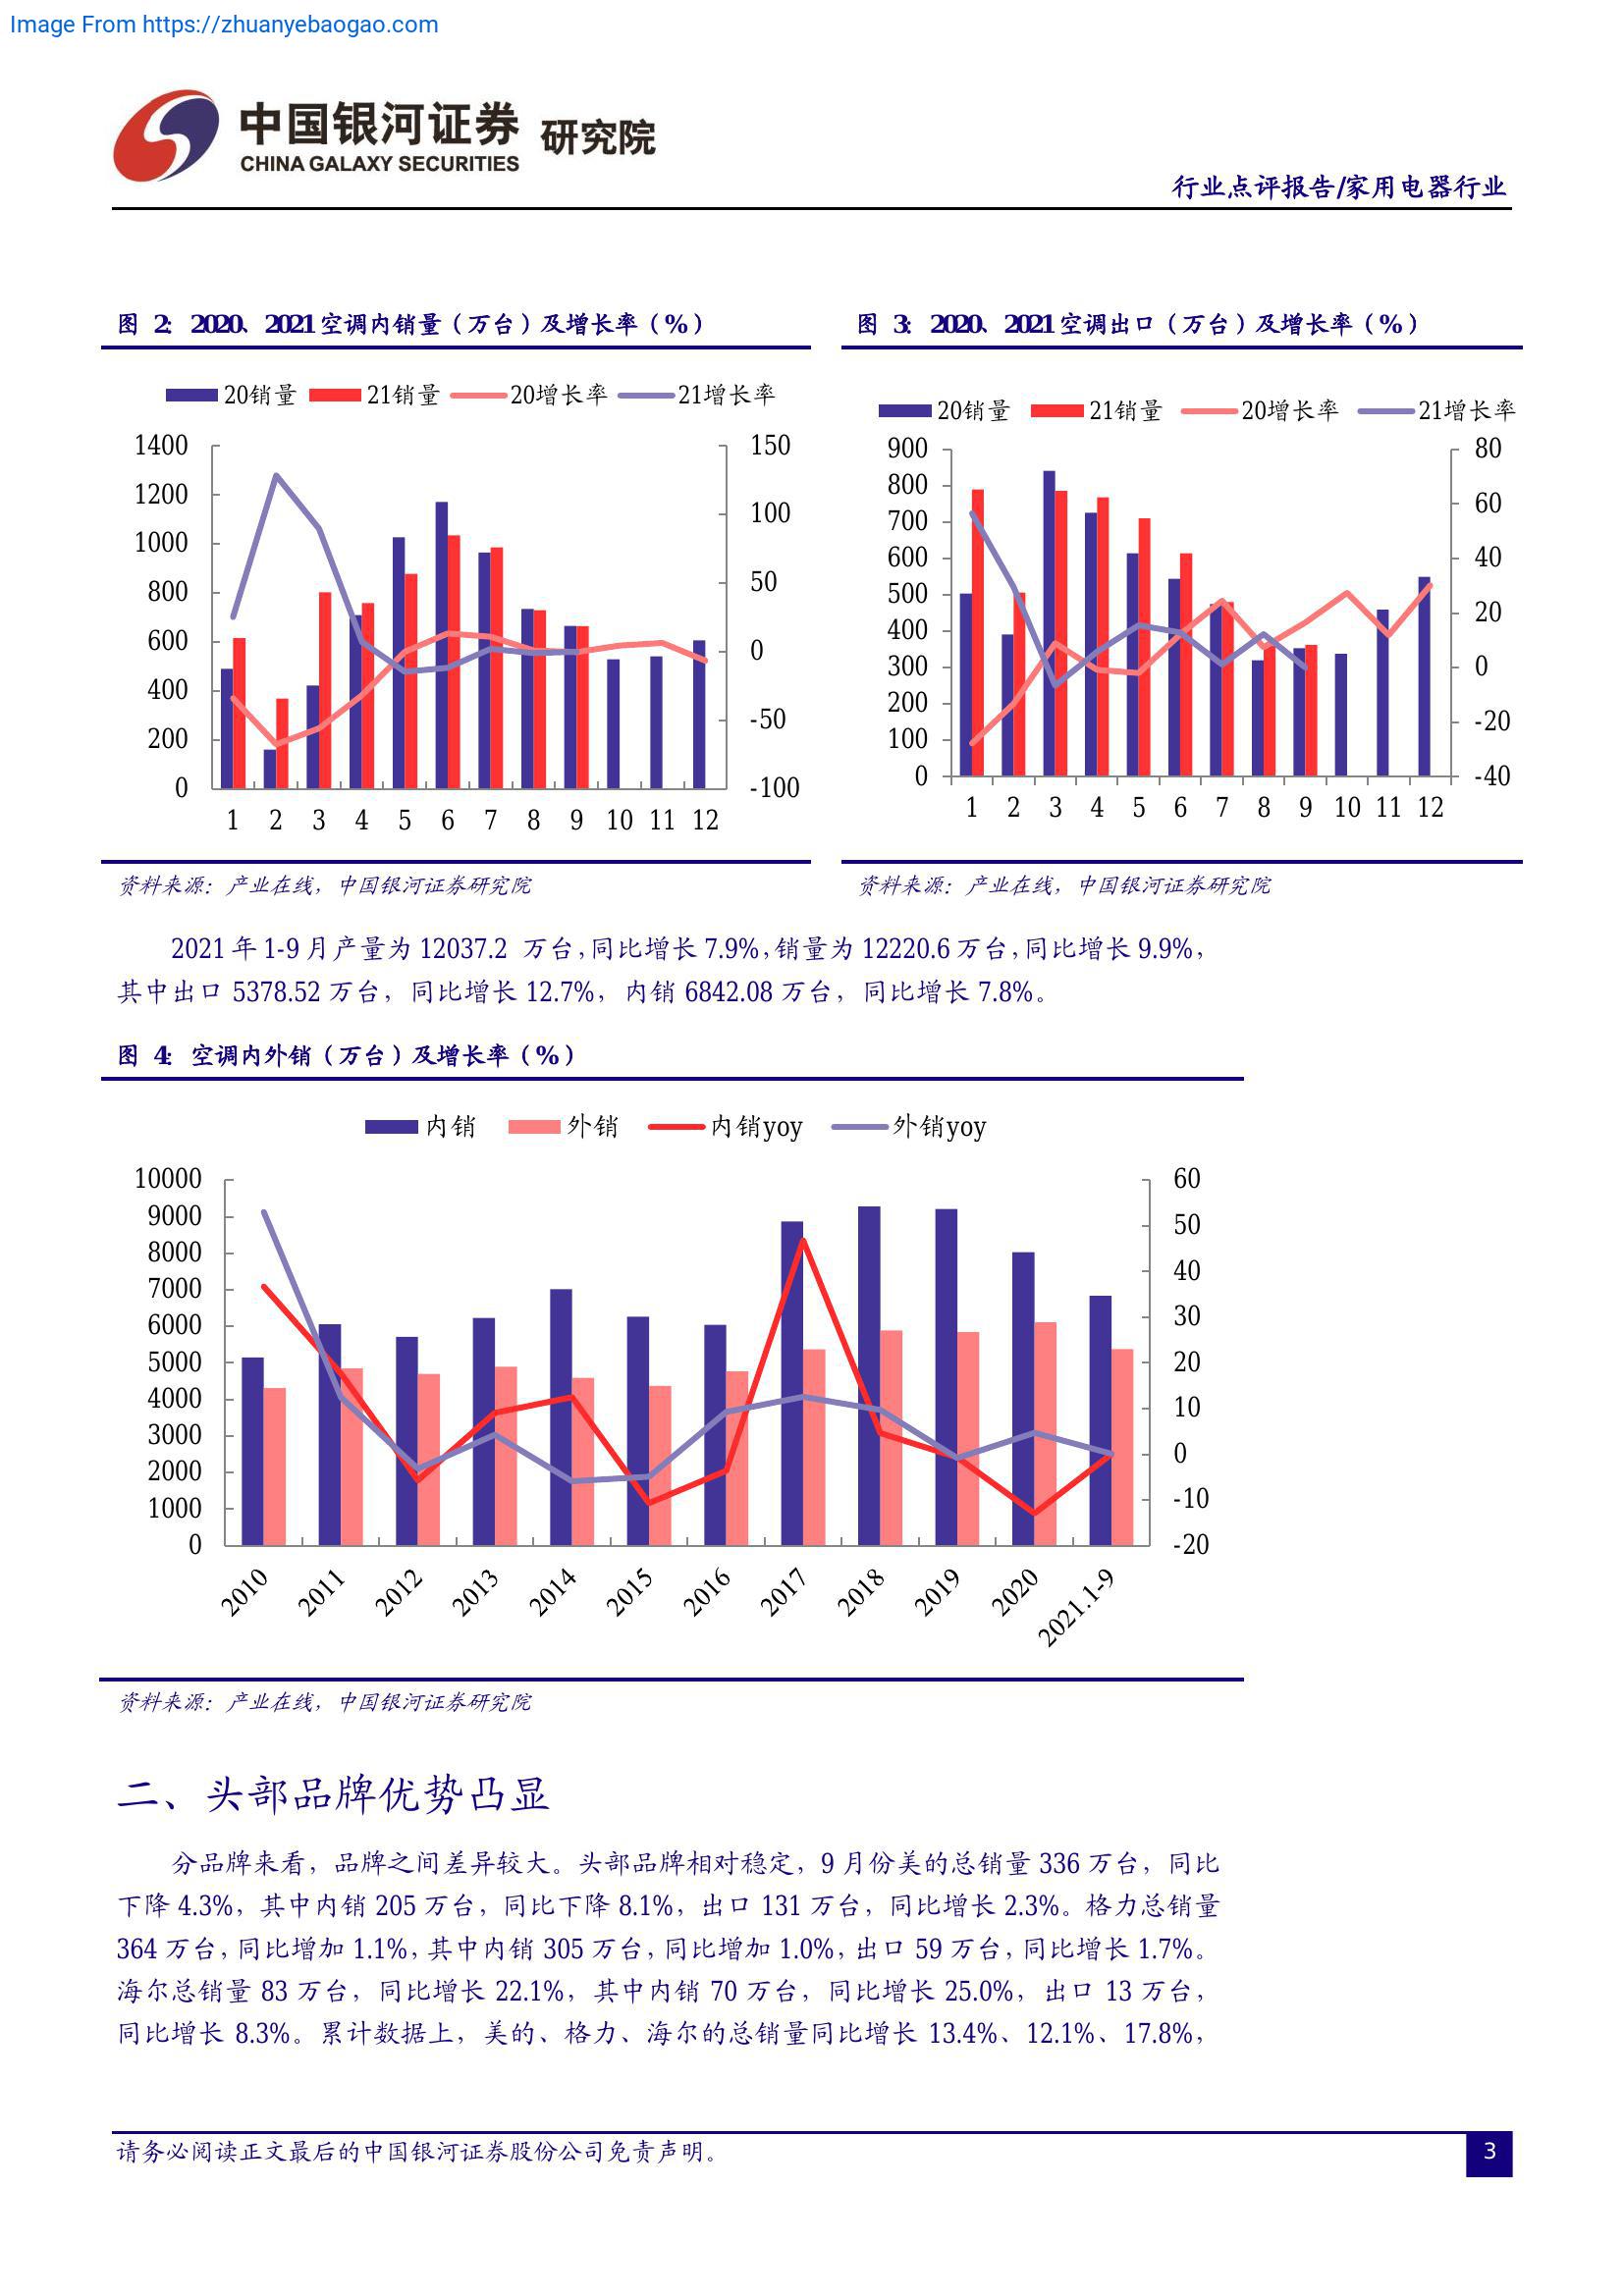 Image From https://zhuanyebaogao.com
中国银河证券 研究院
CHINA GALAXY SECURITIES
行业点评报告/家用电器行业
图 2: 2020、2021 空调内销量（万台）及增长率（%）
20销量 21销量 20增长率 21增长率
1400
1200
1000
800
600
400
200
0
150
100
50
0
-50
-100
1 2 3 4 5 6 7 8 9 10 11 12
资料来源：产业在线，中国银河证券研究院
图 3: 2020、2021 空调出口（万台）及增长率（%）
20销量 21销量 20增长率 21增长率
900
800
700
600
500
400
300
200
100
0
80
60
40
20
0
-20
-40
1 2 3 4 5 6 7 8 9 10 11 12
资料来源：产业在线，中国银河证券研究院
2021 年 1-9 月产量为 12037.2 万台，同比增长 7.9%，销量为 12220.6 万台，同比增长 9.9%，
其中出口 5378.52 万台，同比增长 12.7%，内销 6842.08 万台，同比增长 7.8%。
图 4: 空调内外销（万台）及增长率（%）
内销 外销 内销yoy 外销yoy
10000
9000
8000
7000
6000
5000
4000
3000
2000
1000
0
60
50
40
30
20
10
0
-10
-20
2010 2011 2012 2013 2014 2015 2016 2017 2018 2019 2020 2021.1-9
资料来源：产业在线，中国银河证券研究院
二、头部品牌优势凸显
分品牌来看，品牌之间差异较大。头部品牌相对稳定，9 月份美的总销量 336 万台，同比
下降 4.3%，其中内销 205 万台，同比下降 8.1%，出口 131 万台，同比增长 2.3%。格力总销量
364 万台，同比增加 1.1%，其中内销 305 万台，同比增加 1.0%，出口 59 万台，同比增长 1.7%。
海尔总销量 83 万台，同比增长 22.1%，其中内销 70 万台，同比增长 25.0%，出口 13 万台，
同比增长 8.3%。累计数据上，美的、格力、海尔的总销量同比增长 13.4%、12.1%、17.8%，
请务必阅读正文最后的中国银河证券股份公司免责声明。
3